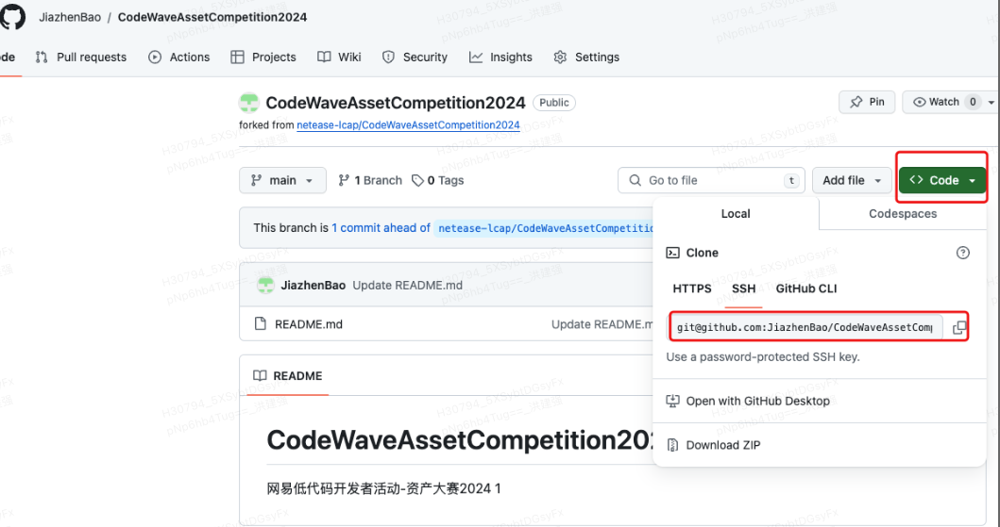 JiazhenBao / CodeWaveAssetCompetition2024
de Pull requests Actions Projects Wiki Security Insights Settings
CodeWaveAssetCompetition2024 Public Pin Watch 0
forked from netease-lcap/CodeWaveAssetCompetition2024
main 1 Branch 0 Tags Go to file t Add file <> Code
Local Codespaces
This branch is 1 commit ahead of netease-lcap/CodeWaveAssetCompetitio
Clone
JiazhenBao Update README.md
HTTPS SSH GitHub CLI
README.md Update README.m
git@github.com:JiazhenBao/CodeWaveAssetComp
Use a password-protected SSH key.
README
Open with GitHub Desktop
CodeWaveAssetCompetition202
Download ZIP
网易低代码开发者活动-资产大赛2024 1